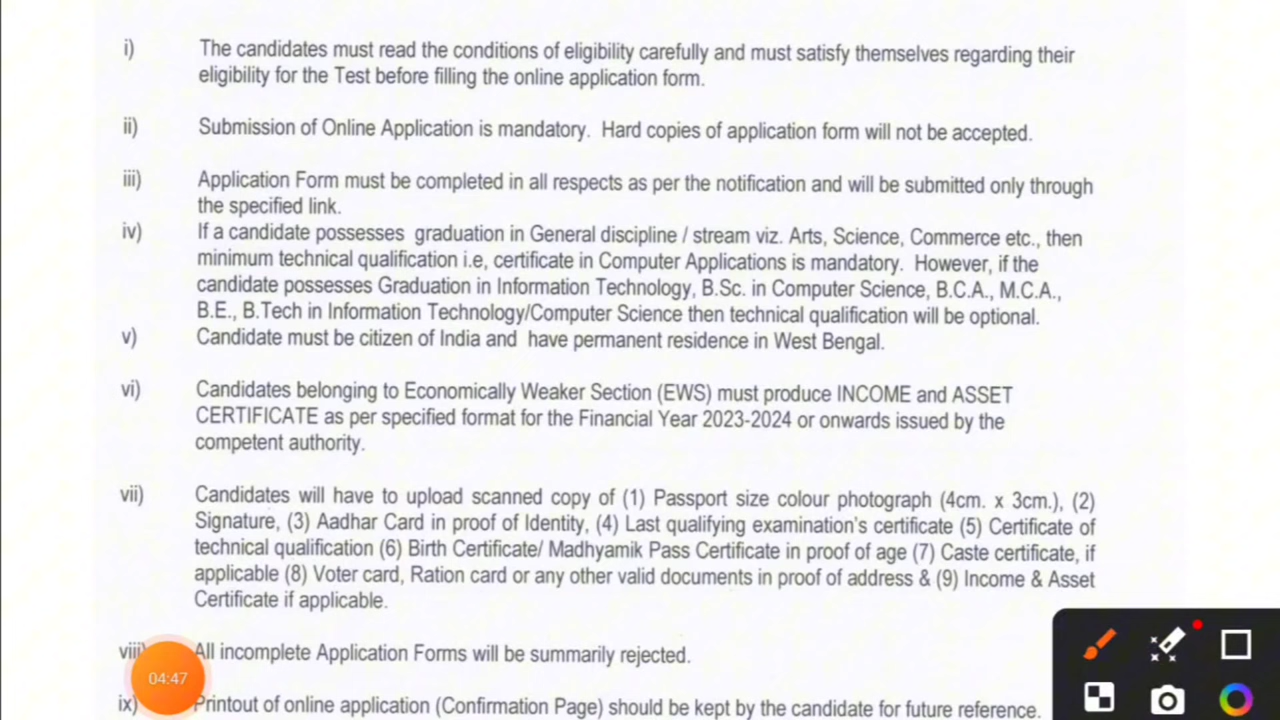 i) The candidates must read the conditions of eligibility carefully and must satisfy themselves regarding their
eligibility for the Test before filling the online application form.
ii) Submission of Online Application is mandatory. Hard copies of application form will not be accepted.
iii) Application Form must be completed in all respects as per the notification and will be submitted only through
the specified link.
iv) If a candidate possesses graduation in General discipline / stream viz. Arts, Science, Commerce etc., then
minimum technical qualification i.e, certificate in Computer Applications is mandatory. However, if the
candidate possesses Graduation in Information Technology, B.Sc. in Computer Science, B.C.A., M.C.A.,
B.E., B.Tech in Information Technology/Computer Science then technical qualification will be optional.
v) Candidate must be citizen of India and have permanent residence in West Bengal.
vi) Candidates belonging to Economically Weaker Section (EWS) must produce INCOME and ASSET
CERTIFICATE as per specified format for the Financial Year 2023-2024 or onwards issued by the
competent authority.
vii) Candidates will have to upload scanned copy of (1) Passport size colour photograph (4cm. x 3cm.), (2)
Signature, (3) Aadhar Card in proof of Identity, (4) Last qualifying examination's certificate (5) Certificate of
technical qualification (6) Birth Certificate/ Madhyamik Pass Certificate in proof of age (7) Caste certificate, if
applicable (8) Voter card, Ration card or any other valid documents in proof of address & (9) Income & Asset
Certificate if applicable.
viii) All incomplete Application Forms will be summarily rejected.
04:47
ix) Printout of online application (Confirmation Page) should be kept by the candidate for future reference.